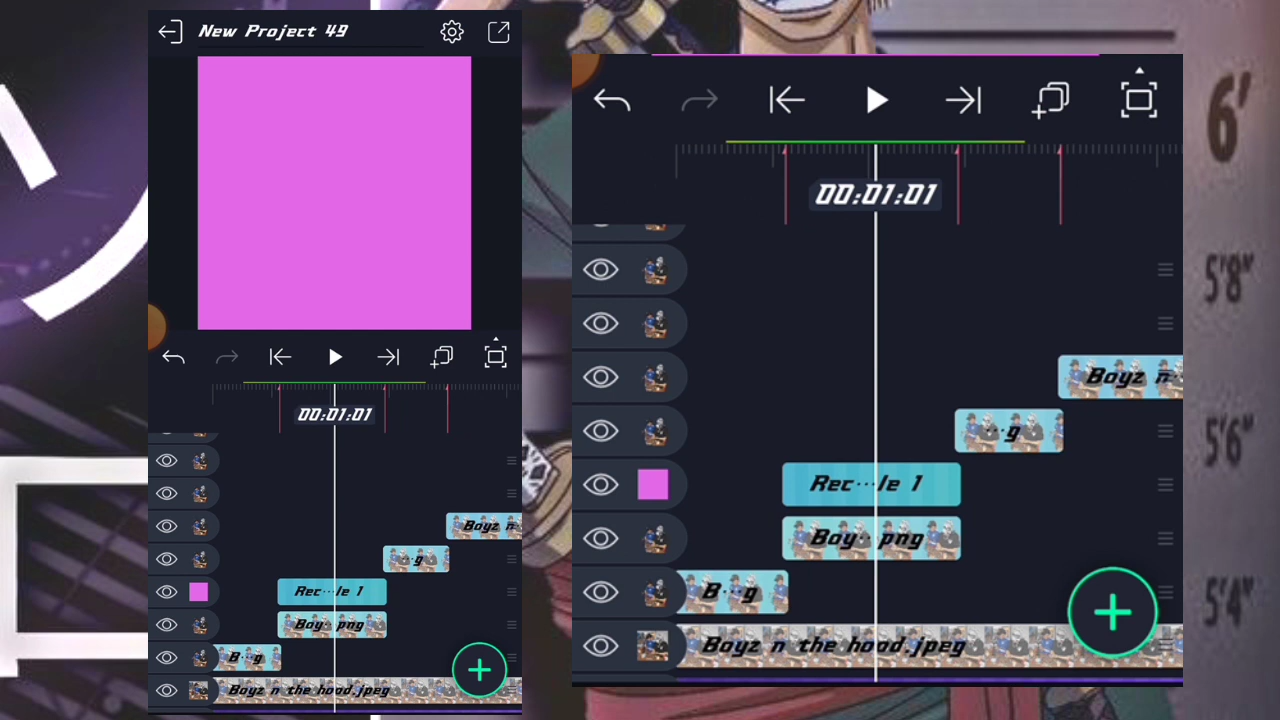 New Project 49
00:01:01
Boyz n
···g
Rec···le 1
Boy·· png
B···g
Boyz n the hood.jpeg
00:01:01
Boyz n·
···g
Rec···le 1
Boy·· png
B···g
Boyz n the hood.jpeg
6'
5'8"
5'6"
5'4"